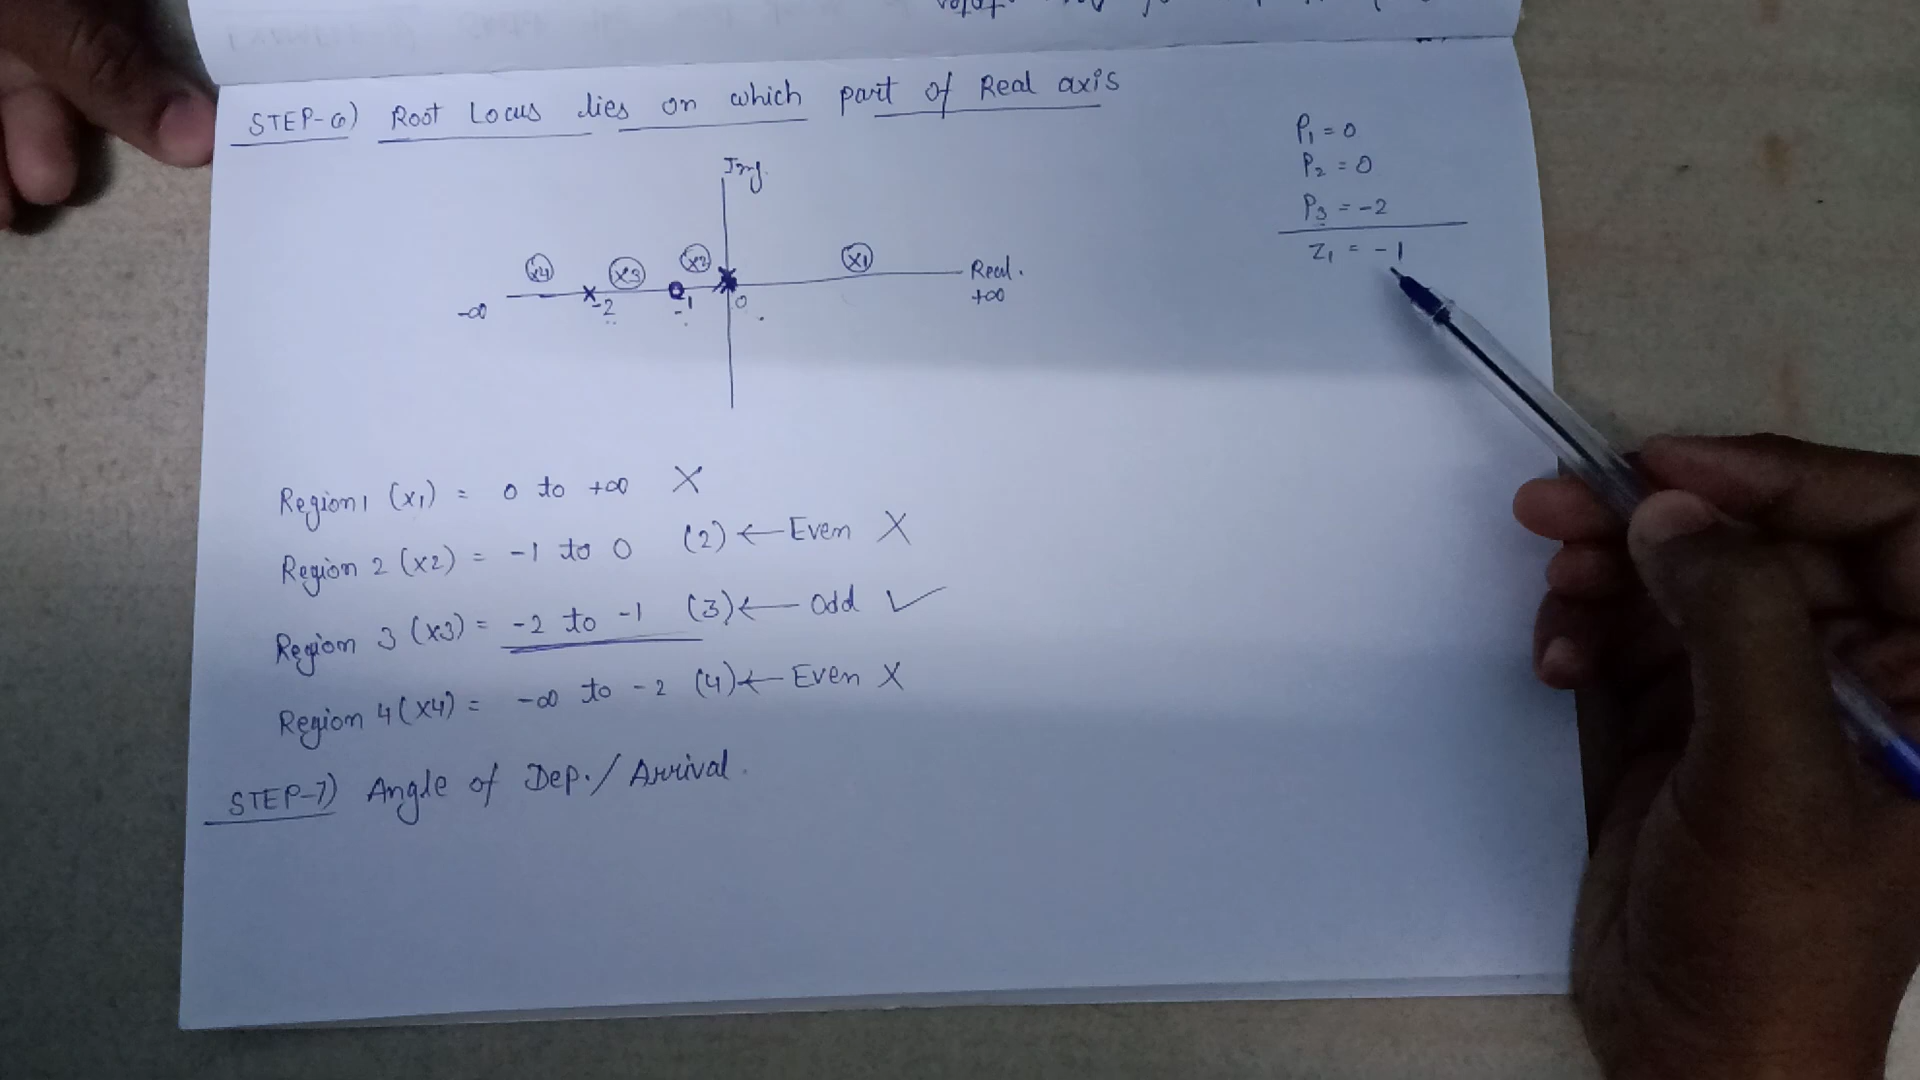 STEP-6) Root Locus lies on which part of Real axis
P1 = 0
P2 = 0
P3 = -2
Z1 = -1
Img.
x4 x3 x2 x1
Real.
-∞ -2 -1 0 +∞
Region1 (x1) = 0 to +∞ X
Region 2 (x2) = -1 to 0 (2) ← Even X
Region 3 (x3) = -2 to -1 (3) ← Odd ✓
Region 4 (x4) = -∞ to -2 (4) ← Even X
STEP-7) Angle of Dep./ Arrival.